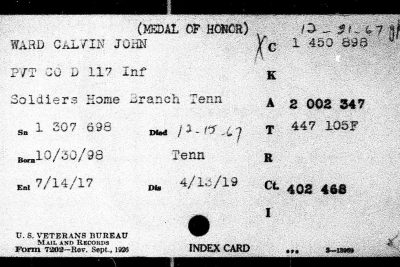 (MEDAL OF HONOR) 12-21-67
WARD CALVIN JOHN X C 1 450 898
PVT CO D 117 Inf K
Soldiers Home Branch Tenn A 2 002 347
Sn 1 307 698 Died 12-15-67 T 447 105F
Born 10/30/98 Tenn R
Enl 7/14/17 Dis 4/13/19 Ct. 402 468
I
U. S. VETERANS BUREAU
MAIL AND RECORDS
Form 7202—Rev. Sept., 1926 INDEX CARD